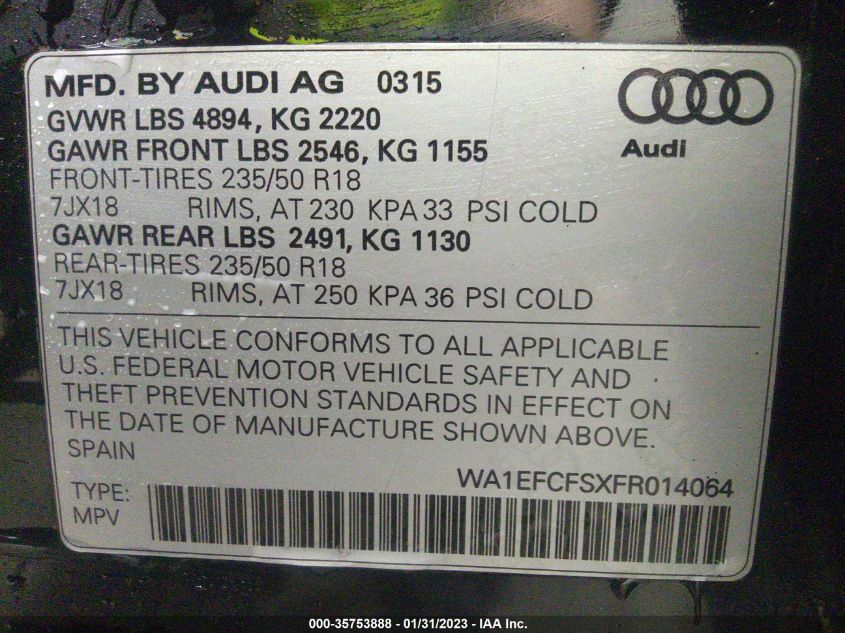 MFD. BY AUDI AG 0315
GVWR LBS 4894, KG 2220
GAWR FRONT LBS 2546, KG 1155
FRONT-TIRES 235/50 R18
7JX18 RIMS, AT 230 KPA 33 PSI COLD
GAWR REAR LBS 2491, KG 1130
REAR-TIRES 235/50 R18
7JX18 RIMS, AT 250 KPA 36 PSI COLD
Audi
THIS VEHICLE CONFORMS TO ALL APPLICABLE
U.S. FEDERAL MOTOR VEHICLE SAFETY AND
THEFT PREVENTION STANDARDS IN EFFECT ON
THE DATE OF MANUFACTURE SHOWN ABOVE.
SPAIN
WA1EFCFSXFR014064
TYPE:
MPV
000-35753888 - 01/31/2023 - IAA Inc.